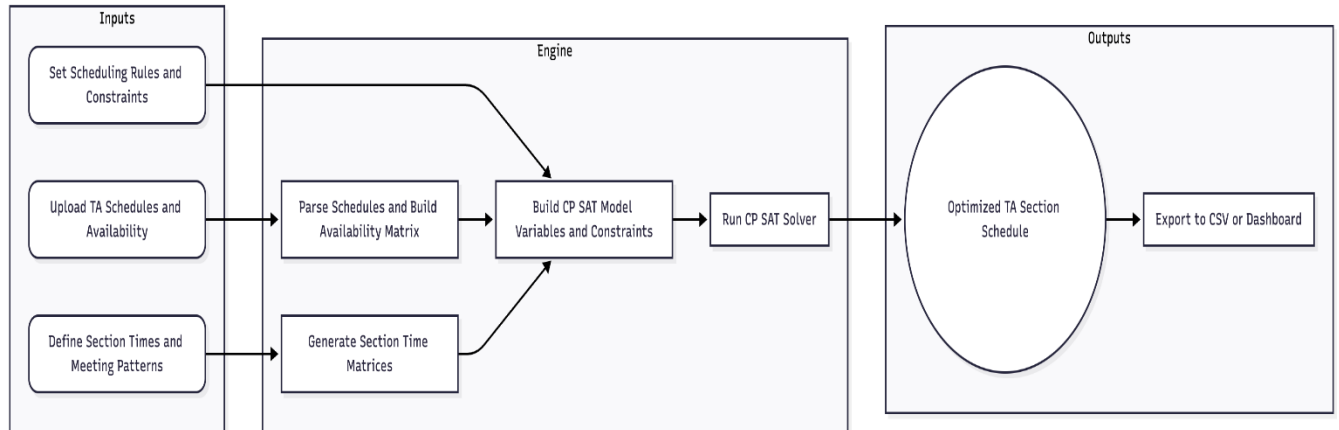 Inputs
Set Scheduling Rules and
Constraints
Upload TA Schedules and
Availability
Define Section Times and
Meeting Patterns
Engine
Parse Schedules and Build
Availability Matrix
Generate Section Time
Matrices
Build CP SAT Model
Variables and Constraints
Run CP SAT Solver
Outputs
Optimized TA Section
Schedule
Export to CSV or Dashboard